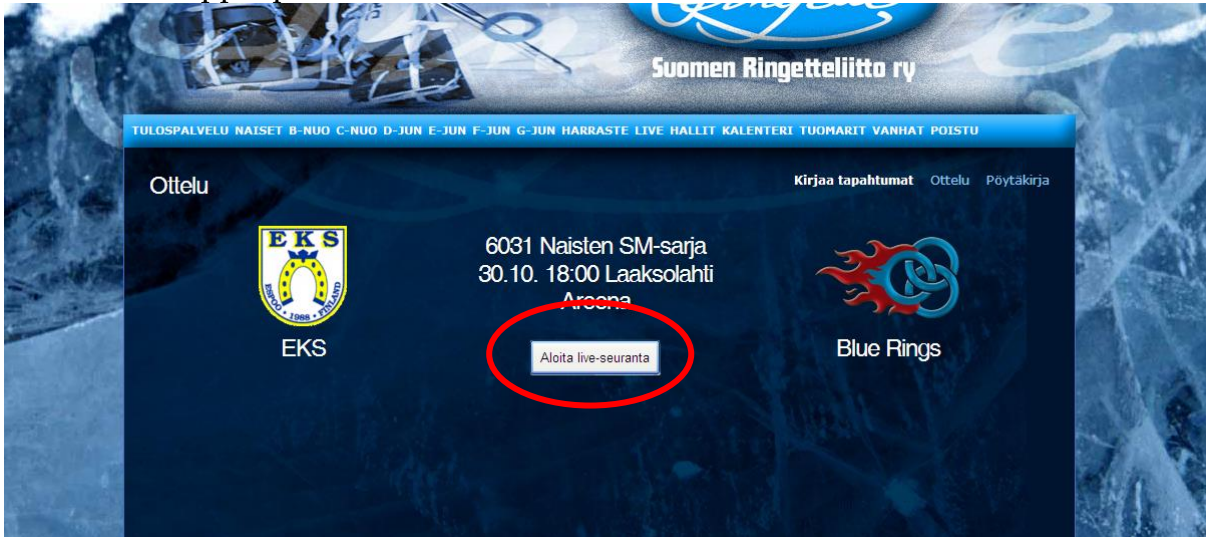 Ringette
Suomen Ringetteliitto ry
TULOSPALVELU NAISET B-NUO C-NUO D-JUN E-JUN F-JUN G-JUN HARRASTE LIVE HALLIT KALENTERI TUOMARIT VANHAT POISTU
Ottelu
Kirjaa tapahtumat Ottelu Pöytäkirja
EKS
ESPOO · 1988 · FINLAND
6031 Naisten SM-sarja
30.10. 18:00 Laaksolahti
Areena
EKS
Aloita live-seuranta
Blue Rings